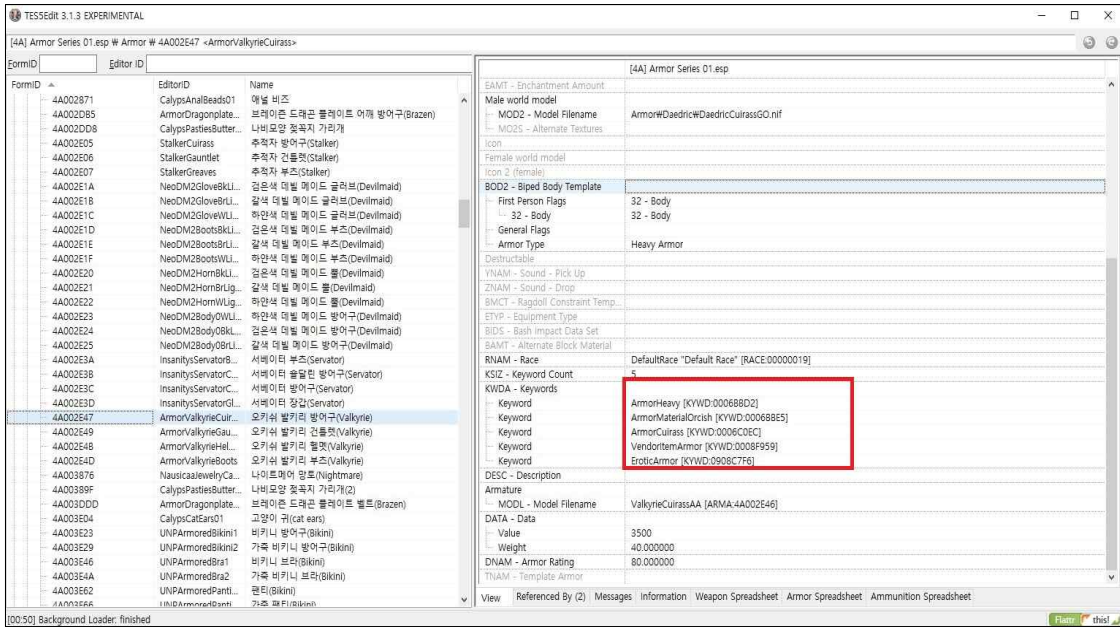 TES5Edit 3.1.3 EXPERIMENTAL
[4A] Armor Series 01.esp ₩ Armor ₩ 4A002E47 <ArmorValkyrieCuirass>
FormID
Editor ID
FormID EditorID Name
4A002871 CalypsAnalBeads01 애널 비즈
4A002DB5 ArmorDragonplate... 브레이즌 드래곤 플레이트 어깨 방어구(Brazen)
4A002DD8 CalypsPastiesButter... 나비모양 젖꼭지 가리개
4A002E05 StalkerCuirass 추적자 방어구(Stalker)
4A002E06 StalkerGauntlet 추적자 건틀렛(Stalker)
4A002E07 StalkerGreaves 추적자 부츠(Stalker)
4A002E1A NeoDM2GloveBkLi... 검은색 데빌 메이드 글러브(Devilmaid)
4A002E1B NeoDM2GloveBrLi... 갈색 데빌 메이드 글러브(Devilmaid)
4A002E1C NeoDM2GloveWLi... 하얀색 데빌 메이드 글러브(Devilmaid)
4A002E1D NeoDM2BootsBkLi... 검은색 데빌 메이드 부츠(Devilmaid)
4A002E1E NeoDM2BootsBrLi... 갈색 데빌 메이드 부츠(Devilmaid)
4A002E1F NeoDM2BootsWLi... 하얀색 데빌 메이드 부츠(Devilmaid)
4A002E20 NeoDM2HornBkLi... 검은색 데빌 메이드 뿔(Devilmaid)
4A002E21 NeoDM2HornBrLig... 갈색 데빌 메이드 뿔(Devilmaid)
4A002E22 NeoDM2HornWLig... 하얀색 데빌 메이드 뿔(Devilmaid)
4A002E23 NeoDM2Body0WLi... 하얀색 데빌 메이드 방어구(Devilmaid)
4A002E24 NeoDM2Body0BkL... 검은색 데빌 메이드 방어구(Devilmaid)
4A002E25 NeoDM2Body0BrLi... 갈색 데빌 메이드 방어구(Devilmaid)
4A002E3A InsanitysServatorB... 서베이터 부츠(Servator)
4A002E3B InsanitysServatorC... 서베이터 숄달린 방어구(Servator)
4A002E3C InsanitysServatorC... 서베이터 방어구(Servator)
4A002E3D InsanitysServatorGl... 서베이터 장갑(Servator)
4A002E47 ArmorValkyrieCuir... 오키쉬 발키리 방어구(Valkyrie)
4A002E49 ArmorValkyrieGau... 오키쉬 발키리 건틀렛(Valkyrie)
4A002E4B ArmorValkyrieHel... 오키쉬 발키리 헬멧(Valkyrie)
4A002E4D ArmorValkyrieBoots 오키쉬 발키리 부츠(Valkyrie)
4A003876 NausicaaJewelryCa... 나이트메어 망토(Nightmare)
4A00389F CalypsPastiesButter... 나비모양 젖꼭지 가리개(2)
4A003DDD ArmorDragonplate... 브레이즌 드래곤 플레이트 벨트(Brazen)
4A003E04 CalypsCatEars01 고양이 귀(cat ears)
4A003E23 UNPArmoredBikini1 비키니 방어구(Bikini)
4A003E29 UNPArmoredBikini2 가죽 비키니 방어구(Bikini)
4A003E46 UNPArmoredBra1 비키니 브라(Bikini)
4A003E4A UNPArmoredBra2 가죽 비키니 브라(Bikini)
4A003E62 UNPArmoredPanti... 팬티(Bikini)
4A003E66 UNPArmoredPanti... 가죽 팬티(Bikini)
[4A] Armor Series 01.esp
EAMT - Enchantment Amount
Male world model
MOD2 - Model Filename Armor₩Daedric₩DaedricCuirassGO.nif
MO2S - Alternate Textures
Icon
Female world model
Icon 2 (female)
BOD2 - Biped Body Template
First Person Flags 32 - Body
32 - Body 32 - Body
General Flags
Armor Type Heavy Armor
Destructable
YNAM - Sound - Pick Up
ZNAM - Sound - Drop
BMCT - Ragdoll Constraint Temp...
ETYP - Equipment Type
BIDS - Bash Impact Data Set
BAMT - Alternate Block Material
RNAM - Race DefaultRace "Default Race" [RACE:00000019]
KSIZ - Keyword Count 5
KWDA - Keywords
Keyword ArmorHeavy [KYWD:0006BBD2]
Keyword ArmorMaterialOrcish [KYWD:0006BBE5]
Keyword ArmorCuirass [KYWD:0006C0EC]
Keyword VendorItemArmor [KYWD:0008F959]
Keyword EroticArmor [KYWD:0908C7F6]
DESC - Description
Armature
MODL - Model Filename ValkyrieCuirassAA [ARMA:4A002E46]
DATA - Data
Value 3500
Weight 40.000000
DNAM - Armor Rating 80.000000
TNAM - Template Armor
View Referenced By (2) Messages Information Weapon Spreadsheet Armor Spreadsheet Ammunition Spreadsheet
[00:50] Background Loader: finished
Flattr this!